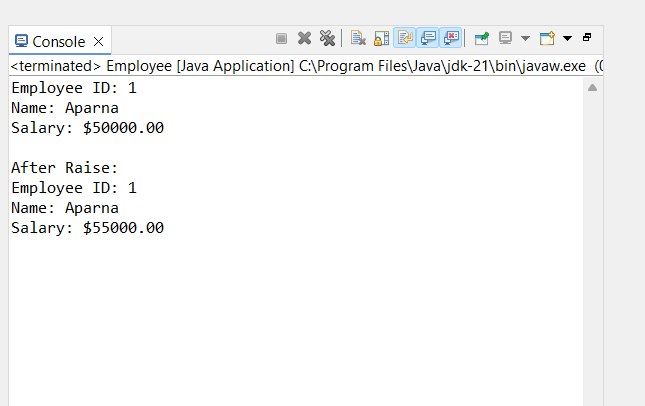 Console
<terminated> Employee [Java Application] C:\Program Files\Java\jdk-21\bin\javaw.exe (0
Employee ID: 1
Name: Aparna
Salary: $50000.00
After Raise:
Employee ID: 1
Name: Aparna
Salary: $55000.00